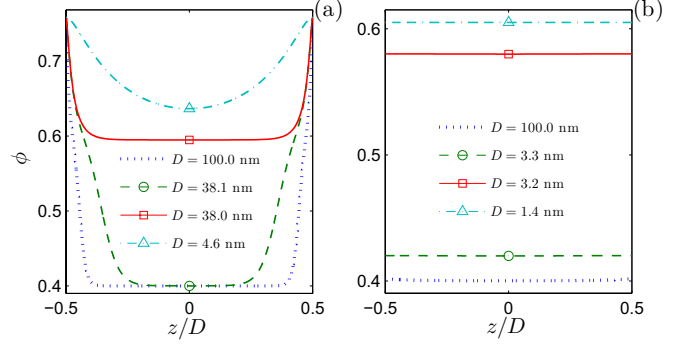 (a)
ϕ
0.7
0.6
0.5
0.4
D = 100.0 nm
D = 38.1 nm
D = 38.0 nm
D = 4.6 nm
−0.5
0
0.5
z/D
(b)
0.6
0.5
0.4
D = 100.0 nm
D = 3.3 nm
D = 3.2 nm
D = 1.4 nm
−0.5
0
0.5
z/D